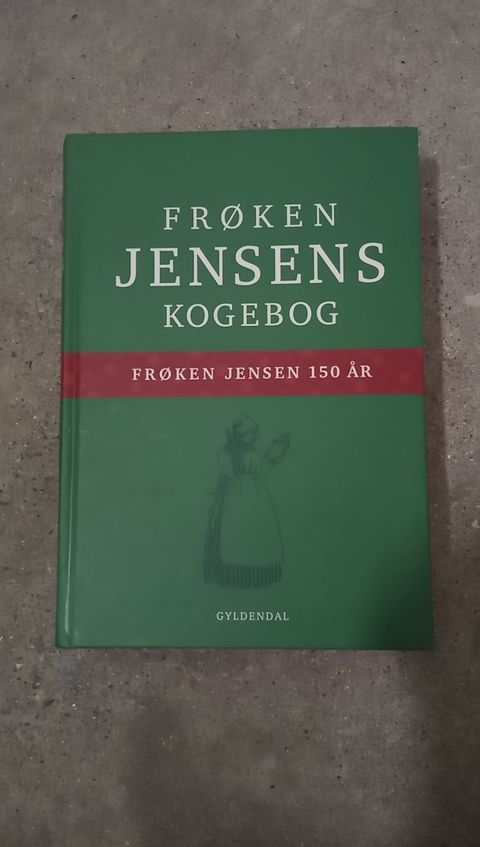 FRØKEN
JENSENS
KOGEBOG
FRØKEN JENSEN 150 ÅR
GYLDENDAL